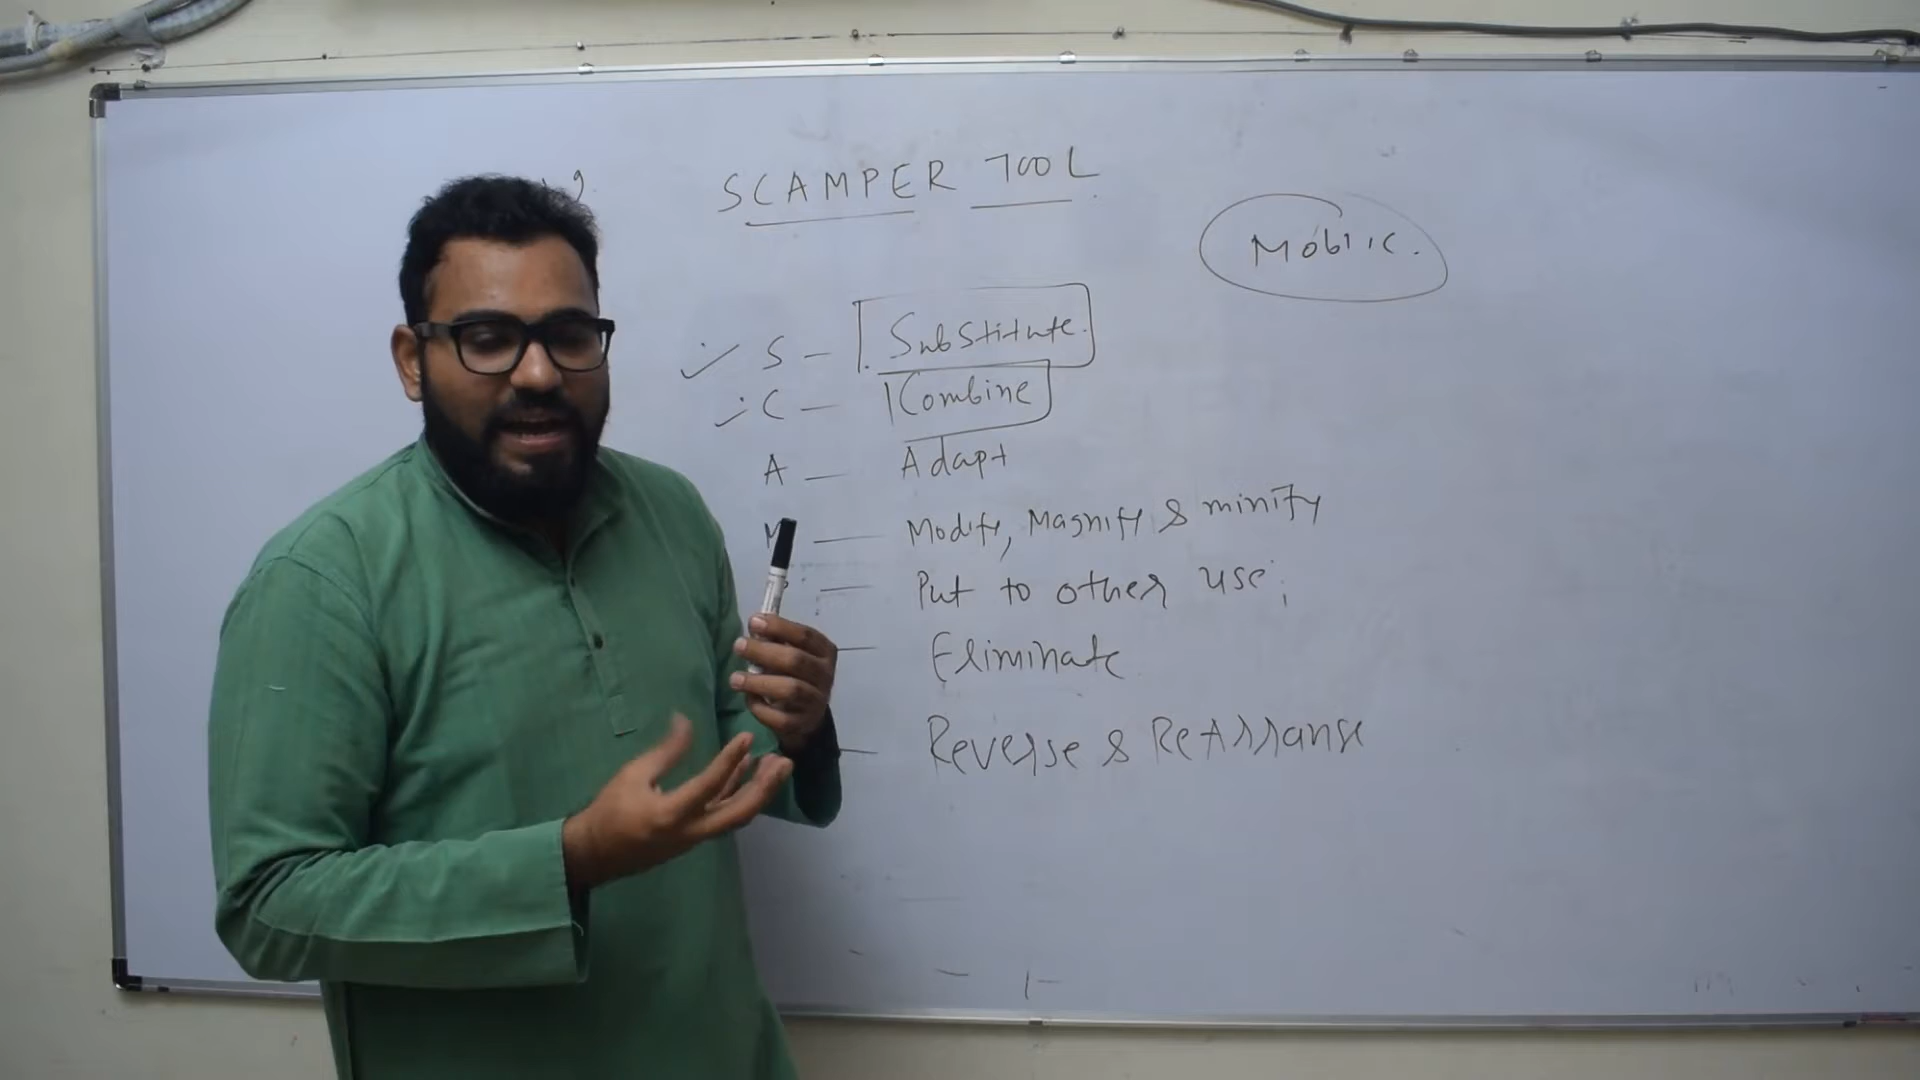 SCAMPER TOOL
Mobile.
S — Substitute.
C — Combine
A — Adapt
M — Modify, Magnify & minify
— Put to other use;
— Eliminate
— Reverse & ReArrange